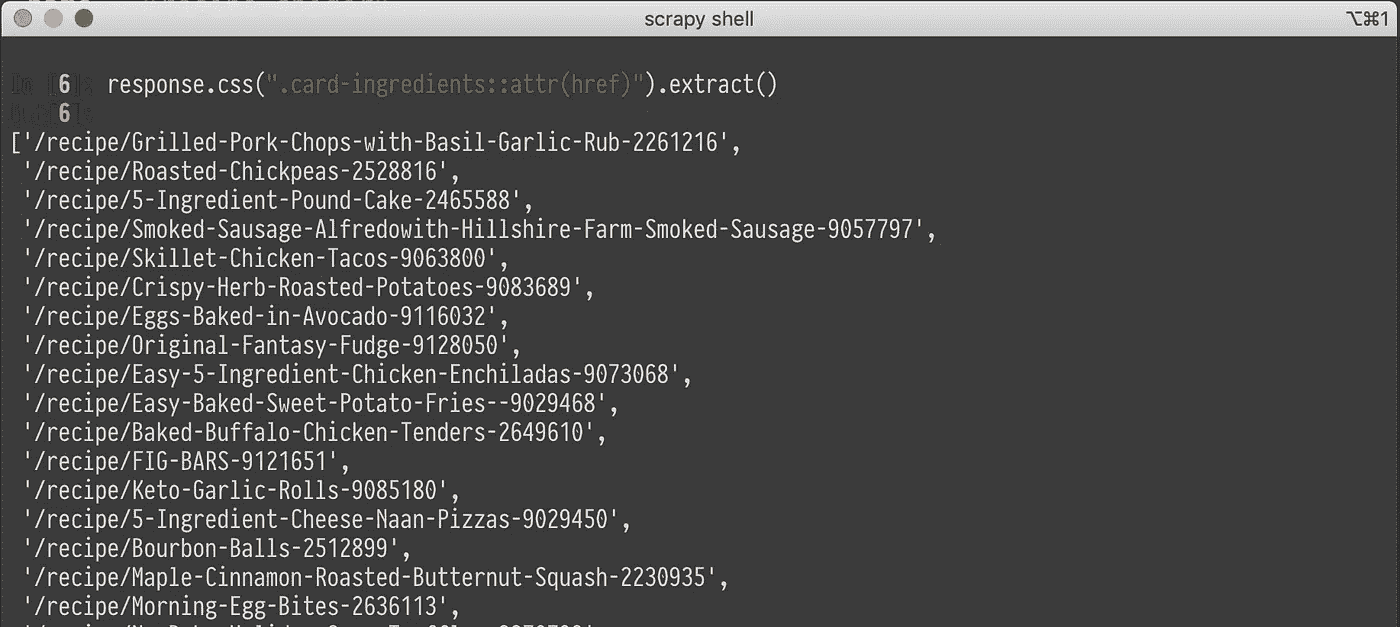 scrapy shell
⌥⌘1
In [6]: response.css(".card-ingredients::attr(href)").extract()
Out[6]:
['/recipe/Grilled-Pork-Chops-with-Basil-Garlic-Rub-2261216',
'/recipe/Roasted-Chickpeas-2528816',
'/recipe/5-Ingredient-Pound-Cake-2465588',
'/recipe/Smoked-Sausage-Alfredowith-Hillshire-Farm-Smoked-Sausage-9057797',
'/recipe/Skillet-Chicken-Tacos-9063800',
'/recipe/Crispy-Herb-Roasted-Potatoes-9083689',
'/recipe/Eggs-Baked-in-Avocado-9116032',
'/recipe/Original-Fantasy-Fudge-9128050',
'/recipe/Easy-5-Ingredient-Chicken-Enchiladas-9073068',
'/recipe/Easy-Baked-Sweet-Potato-Fries--9029468',
'/recipe/Baked-Buffalo-Chicken-Tenders-2649610',
'/recipe/FIG-BARS-9121651',
'/recipe/Keto-Garlic-Rolls-9085180',
'/recipe/5-Ingredient-Cheese-Naan-Pizzas-9029450',
'/recipe/Bourbon-Balls-2512899',
'/recipe/Maple-Cinnamon-Roasted-Butternut-Squash-2230935',
'/recipe/Morning-Egg-Bites-2636113',